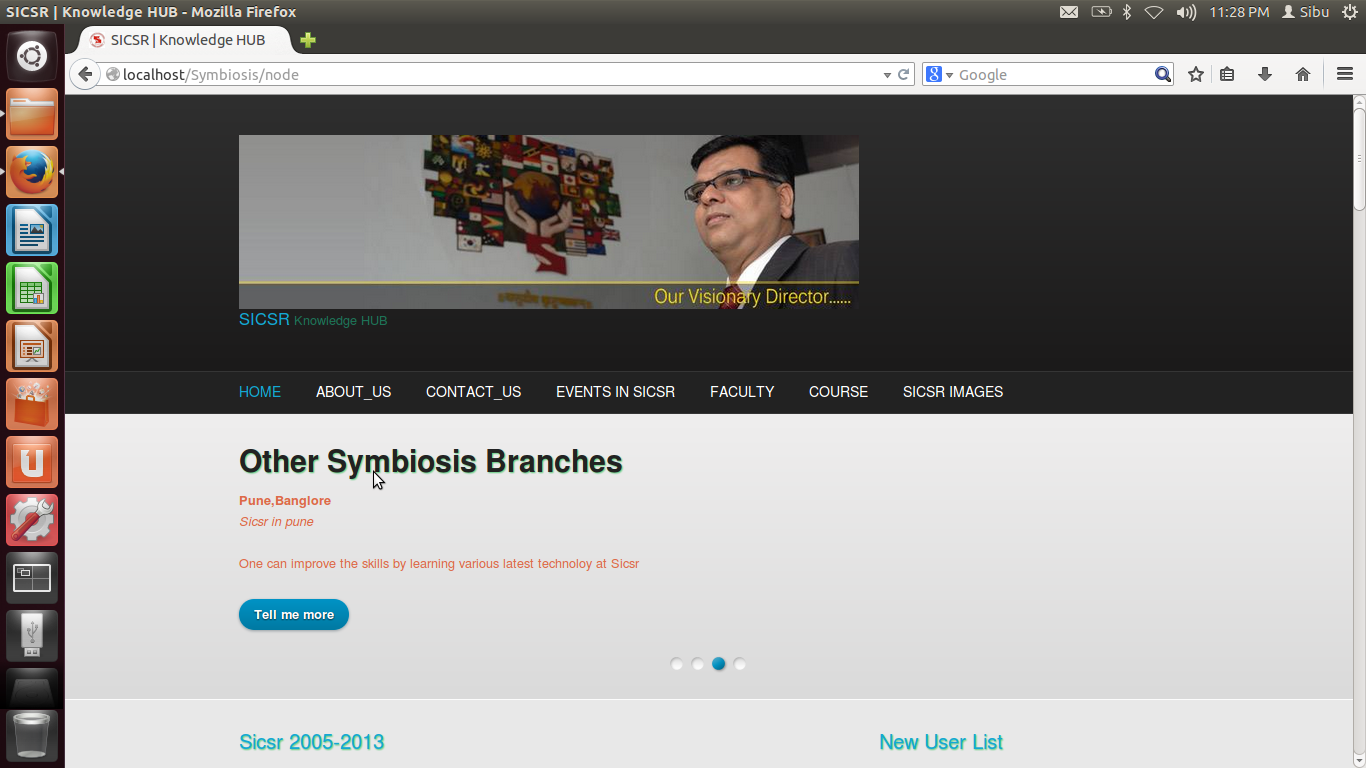 SICSR | Knowledge HUB - Mozilla Firefox
11:28 PM Sibu
SICSR | Knowledge HUB
localhost/Symbiosis/node
Google
Our Visionary Director......
SICSR Knowledge HUB
HOME ABOUT_US CONTACT_US EVENTS IN SICSR FACULTY COURSE SICSR IMAGES
Other Symbiosis Branches
Pune,Banglore
Sicsr in pune
One can improve the skills by learning various latest technoloy at Sicsr
Tell me more
Sicsr 2005-2013
New User List